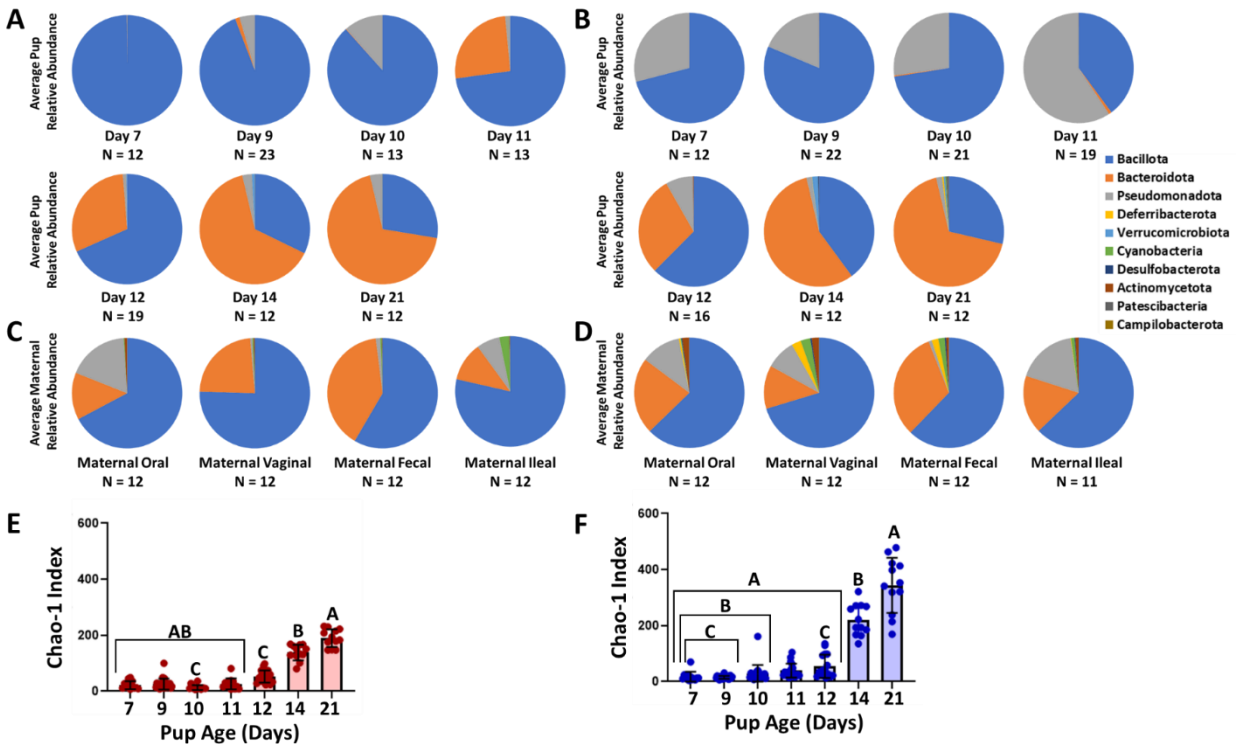 A
Average Pup
Relative Abundance
Day 7
N = 12
Day 9
N = 23
Day 10
N = 13
Day 11
N = 13
Average Pup
Relative Abundance
Day 12
N = 19
Day 14
N = 12
Day 21
N = 12
B
Average Pup
Relative Abundance
Day 7
N = 12
Day 9
N = 22
Day 10
N = 21
Day 11
N = 19
Average Pup
Relative Abundance
Day 12
N = 16
Day 14
N = 12
Day 21
N = 12
Bacillota
Bacteroidota
Pseudomonadota
Deferribacterota
Verrucomicrobiota
Cyanobacteria
Desulfobacterota
Actinomycetota
Patescibacteria
Campilobacterota
C
Average Maternal
Relative Abundance
Maternal Oral
N = 12
Maternal Vaginal
N = 12
Maternal Fecal
N = 12
Maternal Ileal
N = 12
D
Average Maternal
Relative Abundance
Maternal Oral
N = 12
Maternal Vaginal
N = 12
Maternal Fecal
N = 12
Maternal Ileal
N = 11
E
Chao-1 Index
600
400
200
0
AB
C
C
B
A
7 9 10 11 12 14 21
Pup Age (Days)
F
Chao-1 Index
600
400
200
0
A
B
C
C
B
A
7 9 10 11 12 14 21
Pup Age (Days)